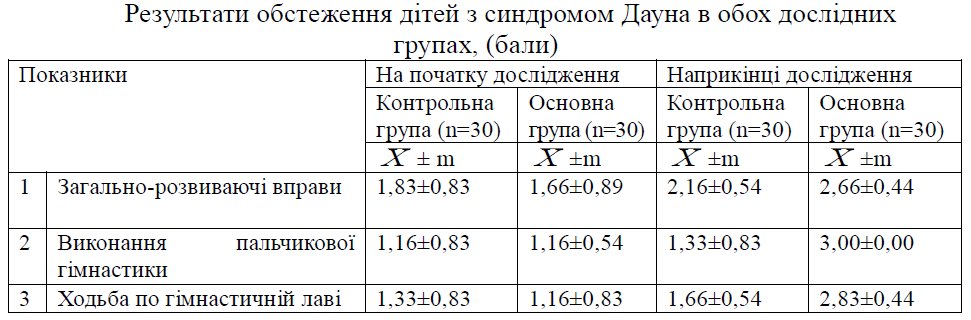 Результати обстеження дітей з синдромом Дауна в обох дослідних
групах, (бали)
Показники На початку дослідження Наприкінці дослідження
Контрольна група (n=30) Основна група (n=30) Контрольна група (n=30) Основна група (n=30)
X ± m X ±m X ±m X ±m
1 Загально-розвиваючі вправи 1,83±0,83 1,66±0,89 2,16±0,54 2,66±0,44
2 Виконання пальчикової гімнастики 1,16±0,83 1,16±0,54 1,33±0,83 3,00±0,00
3 Ходьба по гімнастичній лаві 1,33±0,83 1,16±0,83 1,66±0,54 2,83±0,44